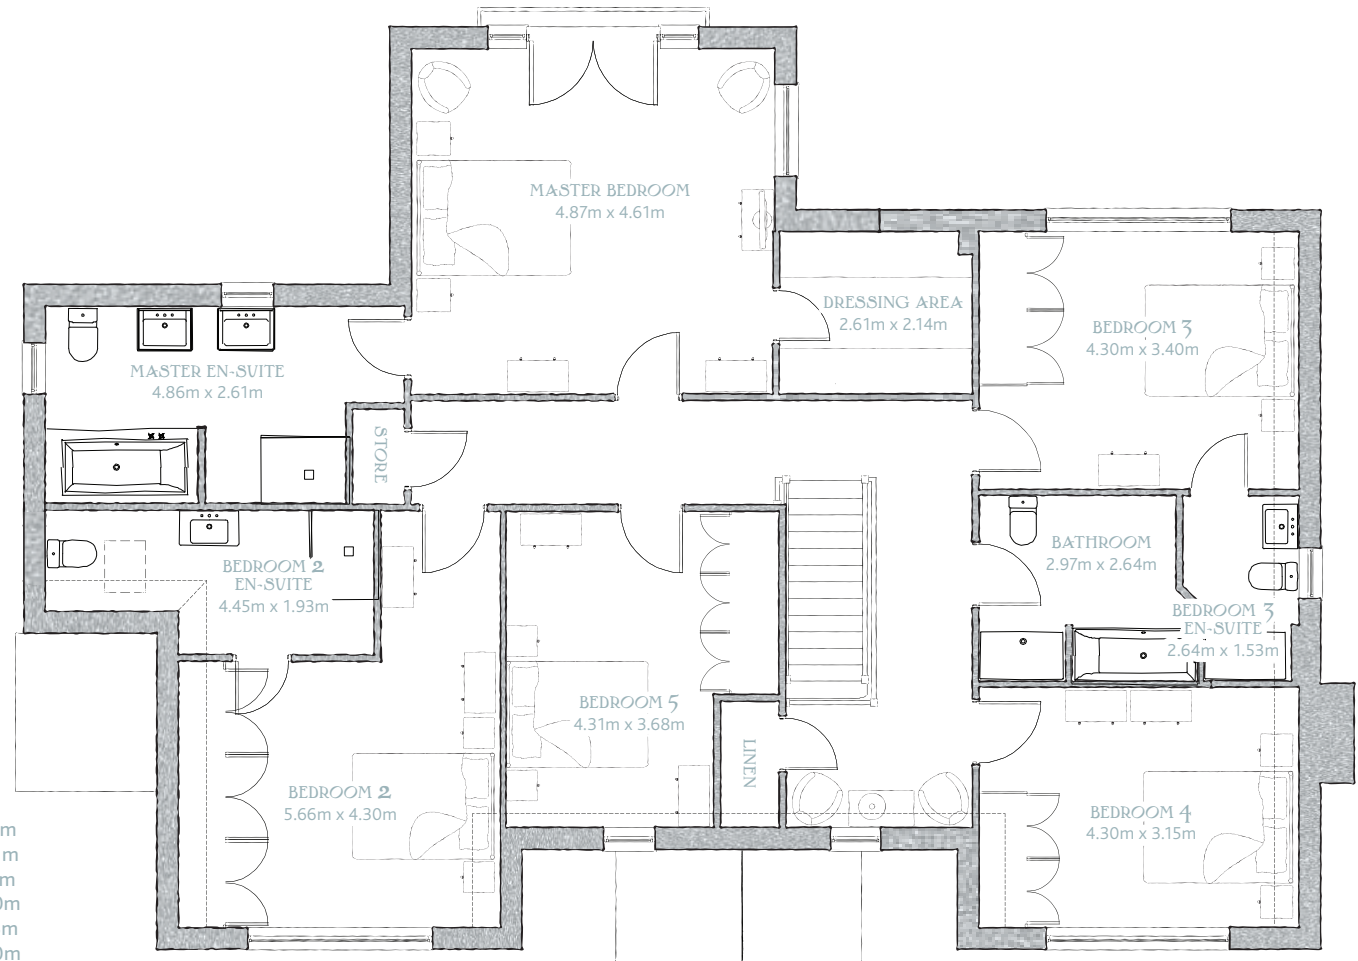 MASTER BEDROOM
4.87m x 4.61m
DRESSING AREA
2.61m x 2.14m
BEDROOM 3
4.30m x 3.40m
MASTER EN-SUITE
4.86m x 2.61m
STORE
BEDROOM 2
EN-SUITE
4.45m x 1.93m
BATHROOM
2.97m x 2.64m
BEDROOM 3
EN-SUITE
2.64m x 1.53m
BEDROOM 5
4.31m x 3.68m
LINEN
BEDROOM 2
5.66m x 4.30m
BEDROOM 4
4.30m x 3.15m
m
m
m
0m
m
0m